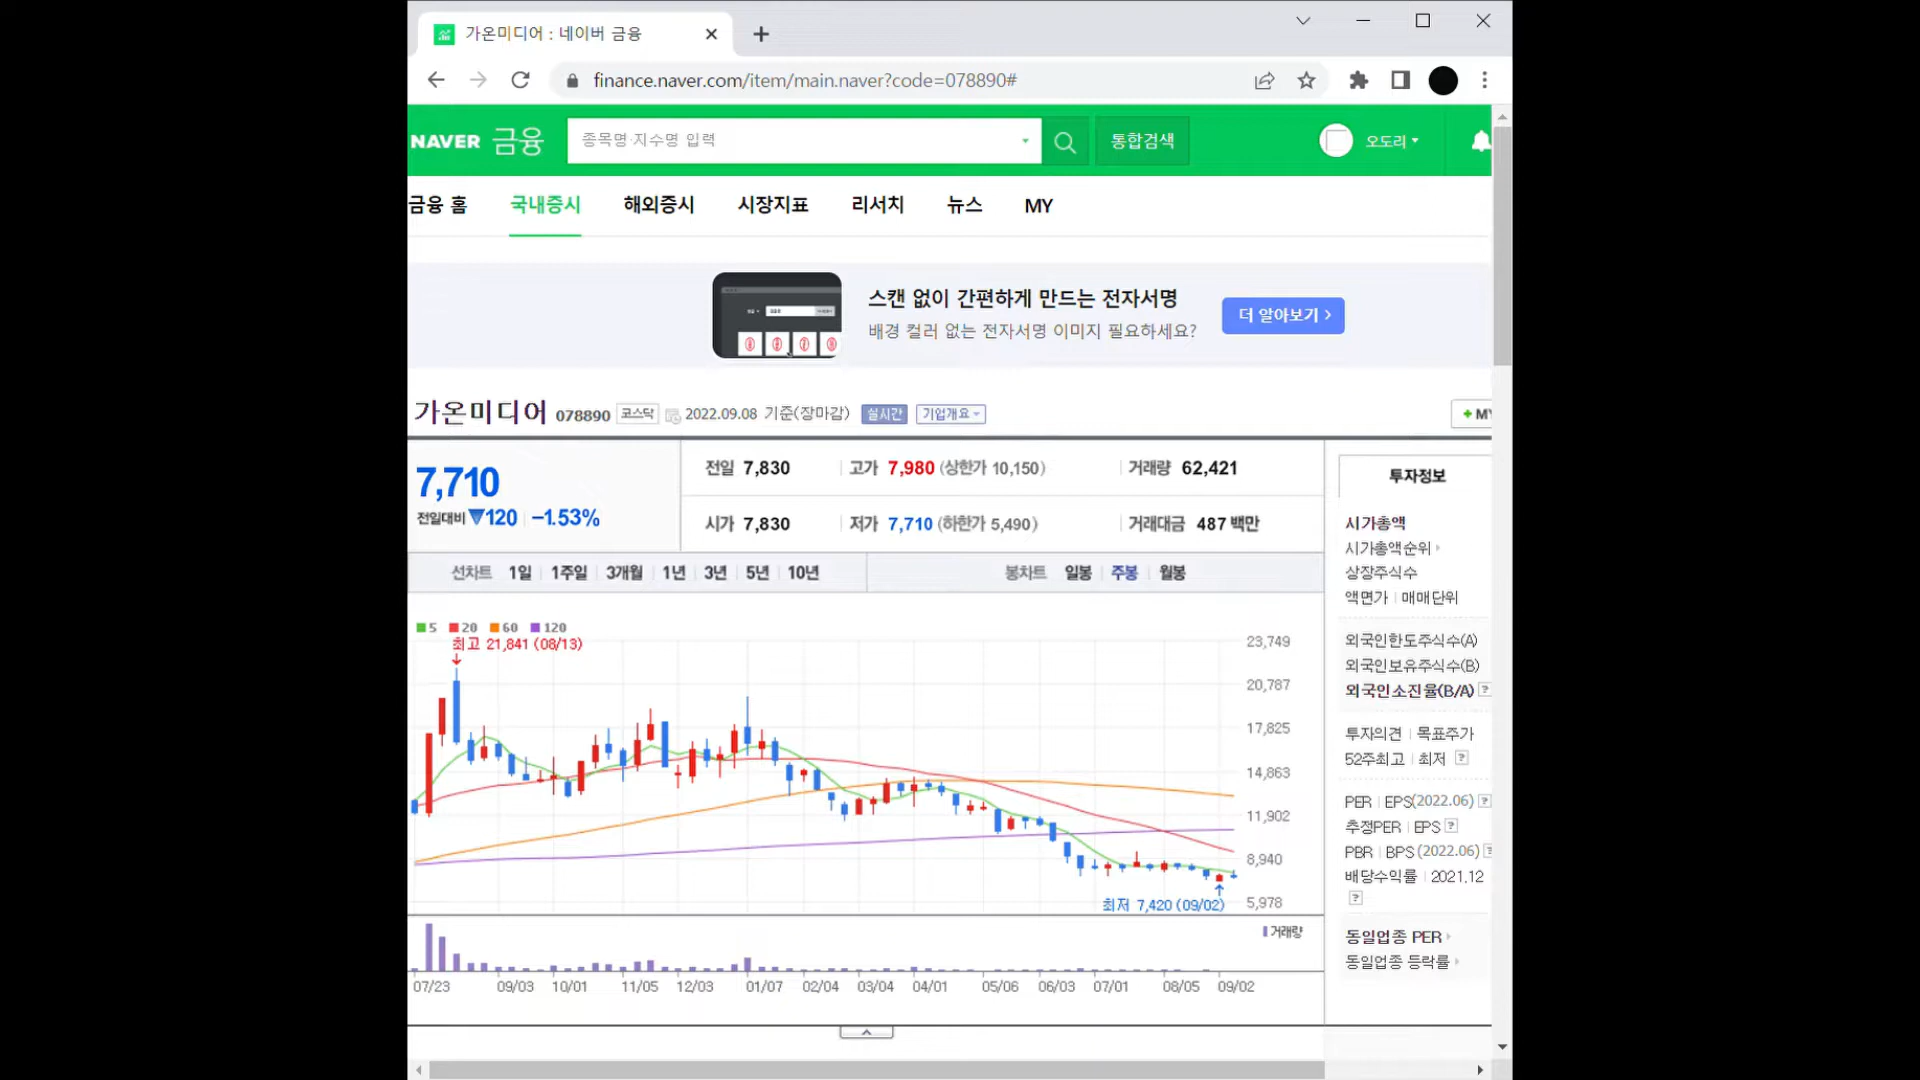 가온미디어 : 네이버 금융
finance.naver.com/item/main.naver?code=078890#
NAVER 금융
종목명·지수명 입력
통합검색
오도리
금융 홈 국내증시 해외증시 시장지표 리서치 뉴스 MY
스캔 없이 간편하게 만드는 전자서명
배경 컬러 없는 전자서명 이미지 필요하세요?
더 알아보기
가온미디어 078890 코스닥 2022.09.08 기준(장마감) 실시간 기업개요
+ MY
7,710
전일대비 ▼120 -1.53%
전일 7,830 고가 7,980 (상한가 10,150) 거래량 62,421
시가 7,830 저가 7,710 (하한가 5,490) 거래대금 487 백만
선차트 1일 1주일 3개월 1년 3년 5년 10년
봉차트 일봉 주봉 월봉
5 20 60 120
최고 21,841 (08/13)
23,749
20,787
17,825
14,863
11,902
8,940
5,978
최저 7,420 (09/02)
거래량
07/23 09/03 10/01 11/05 12/03 01/07 02/04 03/04 04/01 05/06 06/03 07/01 08/05 09/02
투자정보
시가총액
시가총액순위
상장주식수
액면가 | 매매단위
외국인한도주식수(A)
외국인보유주식수(B)
외국인소진율(B/A) ?
투자의견 | 목표주가
52주최고 | 최저 ?
PER | EPS(2022.06) ?
추정PER | EPS ?
PBR | BPS (2022.06) ?
배당수익률 | 2021.12
?
동일업종 PER
동일업종 등락률